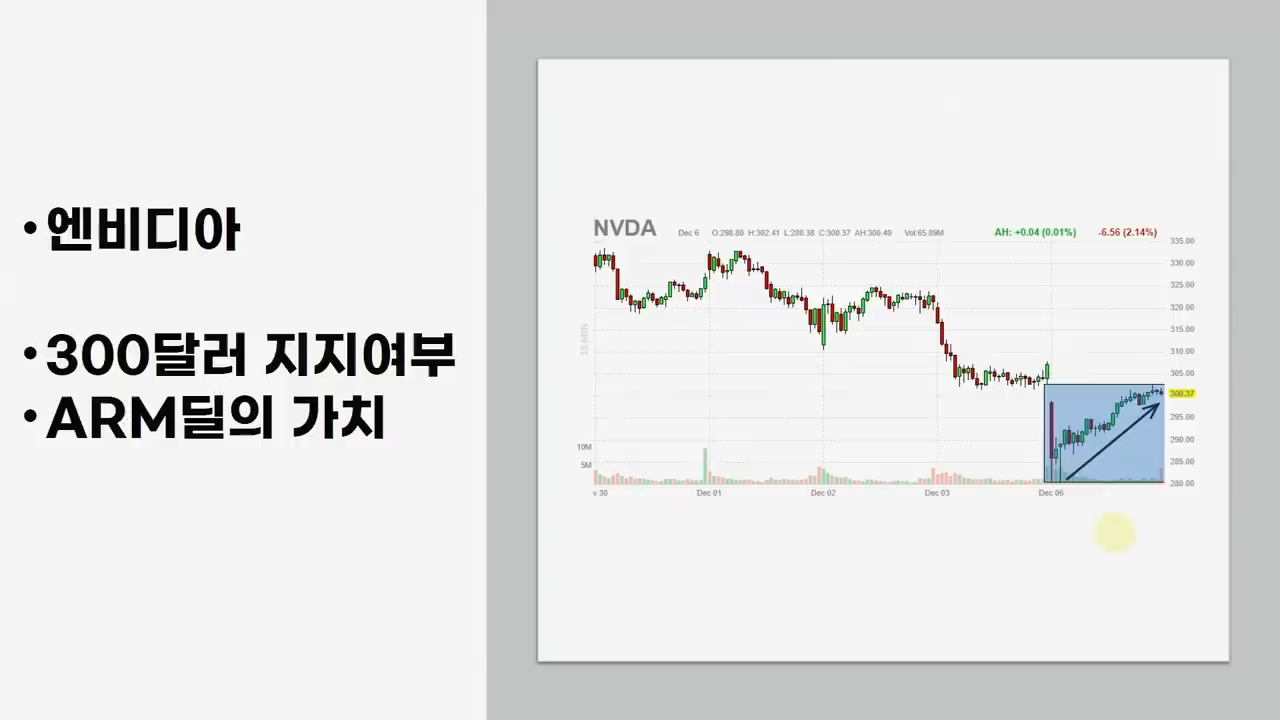 • 엔비디아
• 300달러 지지여부
• ARM딜의 가치
NVDA Dec 6 O:298.80 H:302.41 L:280.38 C:300.37 AH:300.40 Vol:65.89M AH: +0.04 (0.01%) -6.56 (2.14%)
335.00
330.00
325.00
320.00
315.00
310.00
305.00
300.37
295.00
290.00
285.00
280.00
15 MIN
10M
5M
v 30 Dec 01 Dec 02 Dec 03 Dec 06